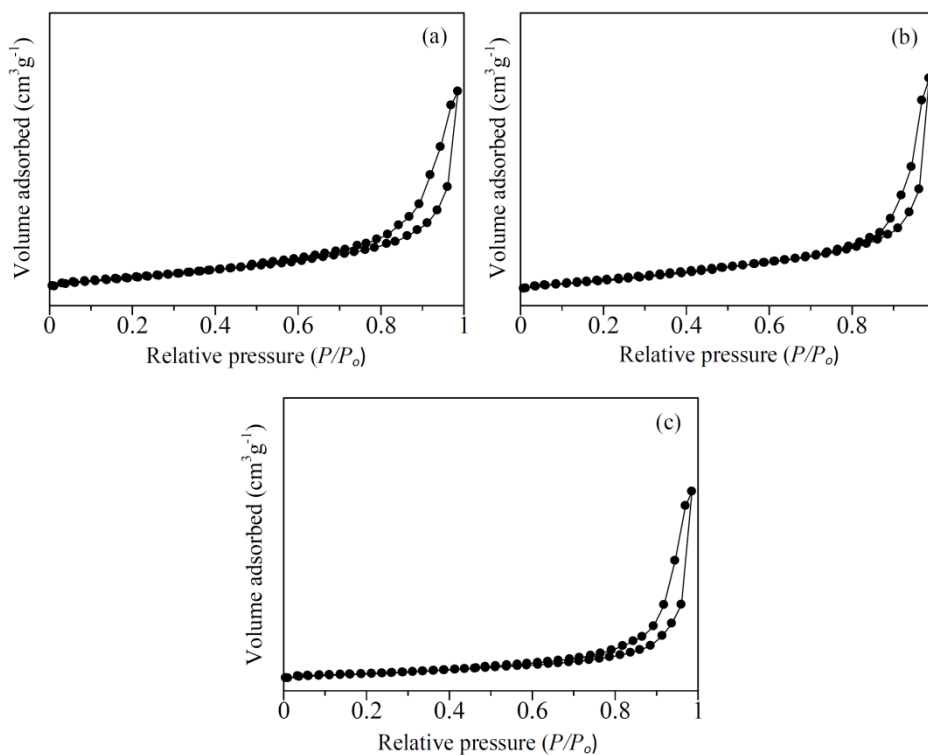 (a)
Volume adsorbed (cm³g⁻¹)
0 0.2 0.4 0.6 0.8 1
Relative pressure (P/Pₒ)
(b)
Volume adsorbed (cm³g⁻¹)
0 0.2 0.4 0.6 0.8
Relative pressure (P/Pₒ)
(c)
Volume adsorbed (cm³g⁻¹)
0 0.2 0.4 0.6 0.8 1
Relative pressure (P/Pₒ)